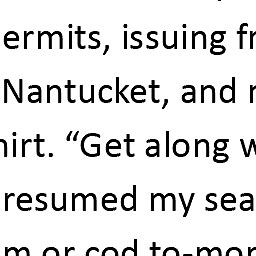 ermits, issuing fr
Nantucket, and
hirt. “Get along w
resumed my sea
m or cod to-mor